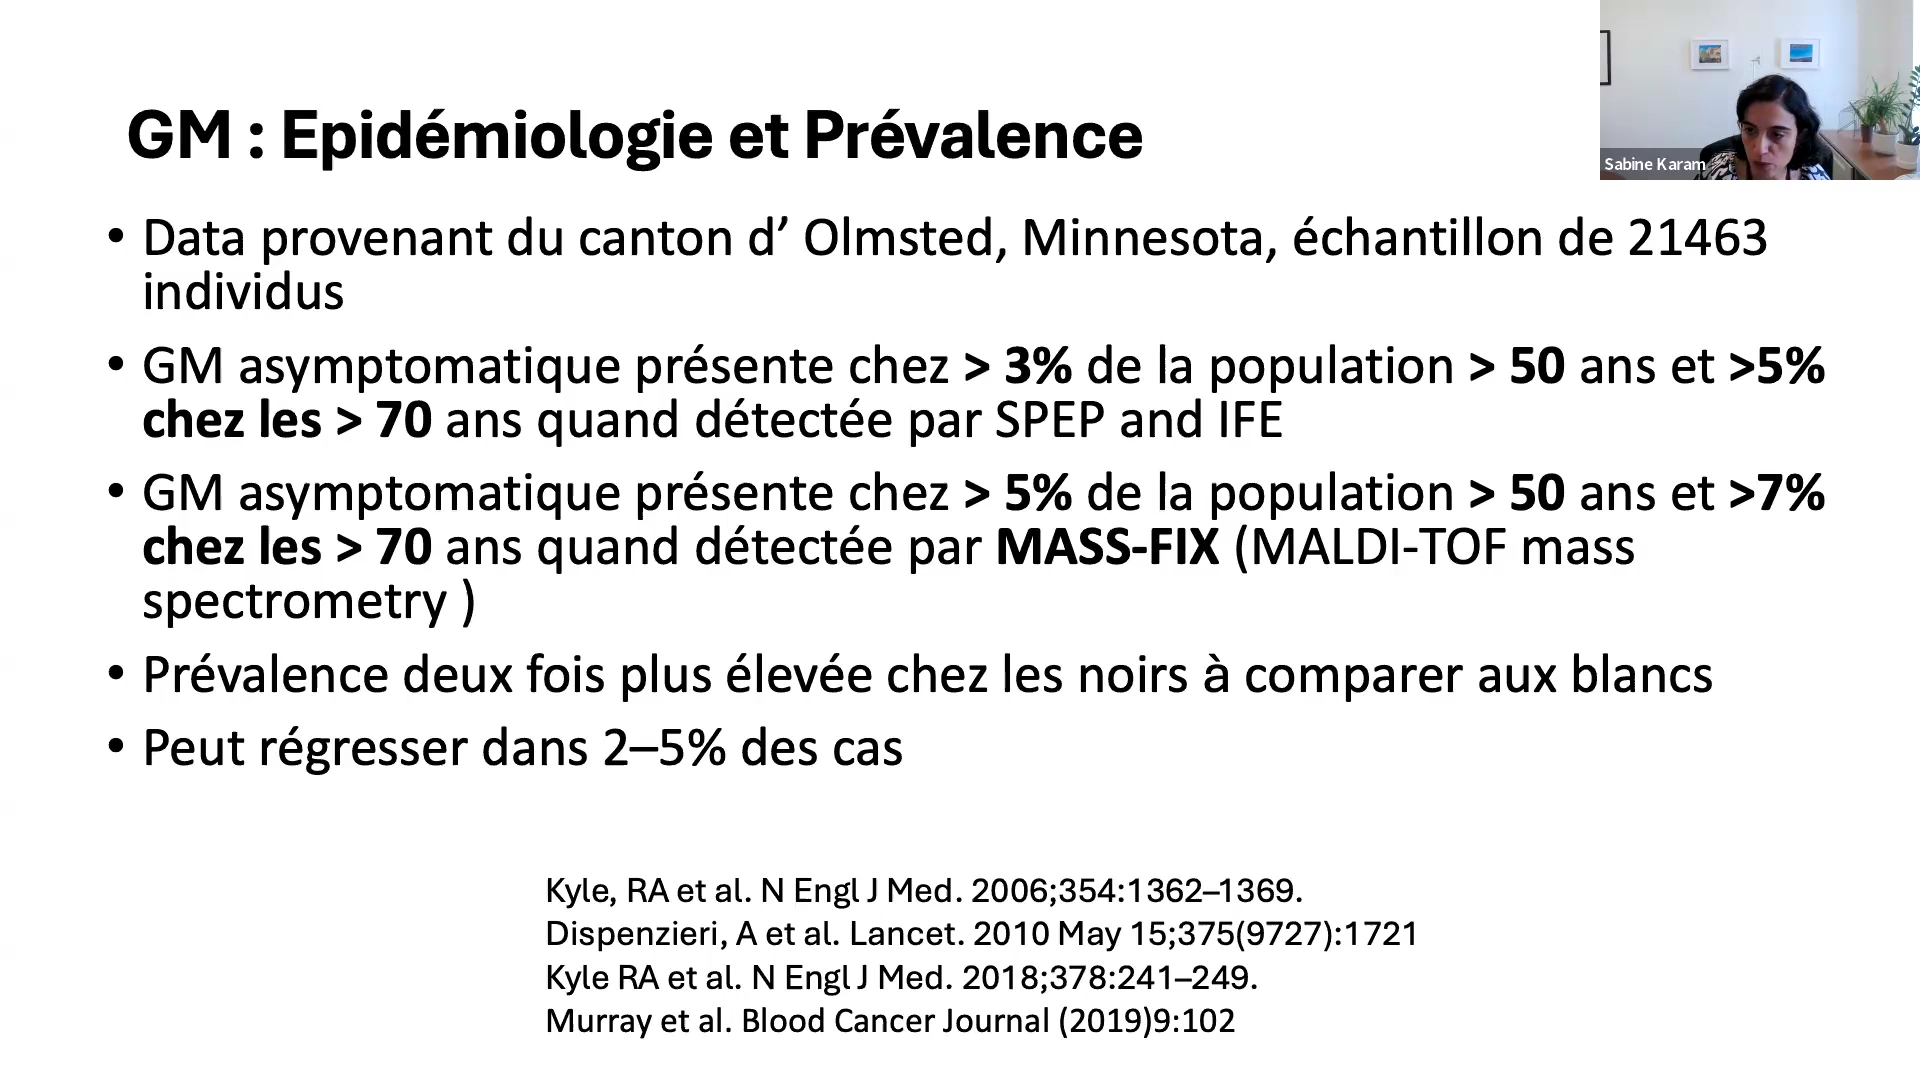 GM : Epidémiologie et Prévalence
Sabine Karam
• Data provenant du canton d’ Olmsted, Minnesota, échantillon de 21463
individus
• GM asymptomatique présente chez > 3% de la population > 50 ans et >5%
chez les > 70 ans quand détectée par SPEP and IFE
• GM asymptomatique présente chez > 5% de la population > 50 ans et >7%
chez les > 70 ans quand détectée par MASS-FIX (MALDI-TOF mass
spectrometry )
• Prévalence deux fois plus élevée chez les noirs à comparer aux blancs
• Peut régresser dans 2–5% des cas
Kyle, RA et al. N Engl J Med. 2006;354:1362–1369.
Dispenzieri, A et al. Lancet. 2010 May 15;375(9727):1721
Kyle RA et al. N Engl J Med. 2018;378:241–249.
Murray et al. Blood Cancer Journal (2019)9:102